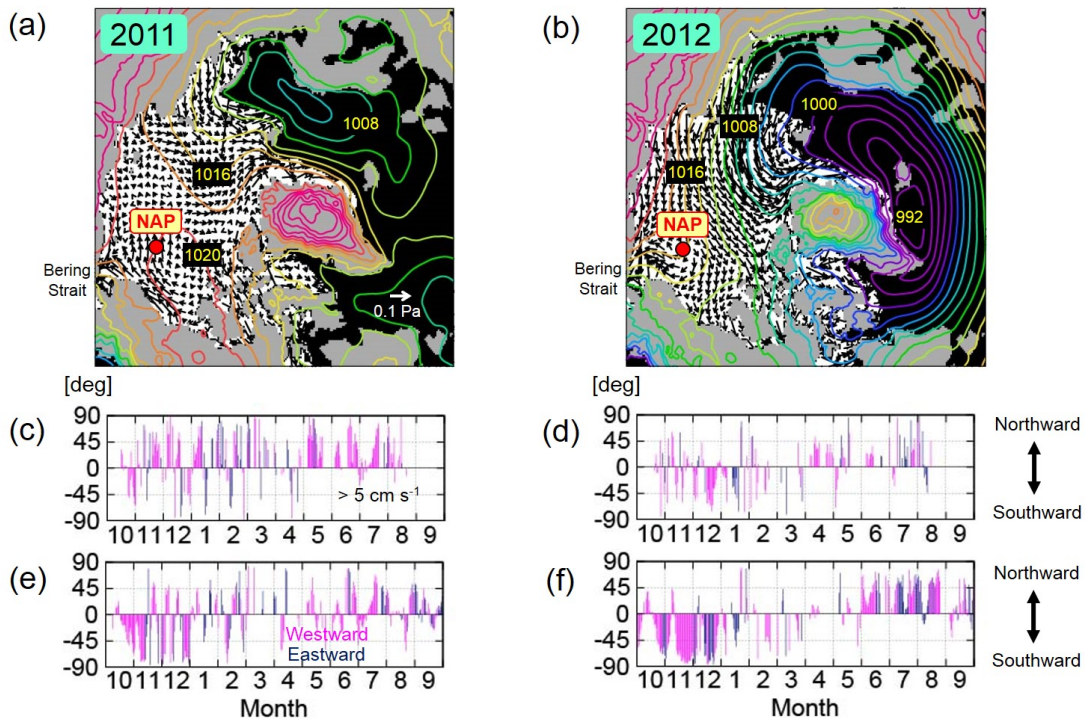 (a)
2011
1008
1016
NAP
1020
Bering
Strait
0.1 Pa
(b)
2012
1000
1008
1016
NAP
992
Bering
Strait
[deg]
[deg]
(c)
90
45
0
-45
-90
> 5 cm s-1
10 11 12 1 2 3 4 5 6 7 8 9
(d)
90
45
0
-45
-90
10 11 12 1 2 3 4 5 6 7 8 9
Northward
Southward
(e)
90
45
0
-45
-90
Westward
Eastward
10 11 12 1 2 3 4 5 6 7 8 9
Month
(f)
90
45
0
-45
-90
10 11 12 1 2 3 4 5 6 7 8 9
Month
Northward
Southward